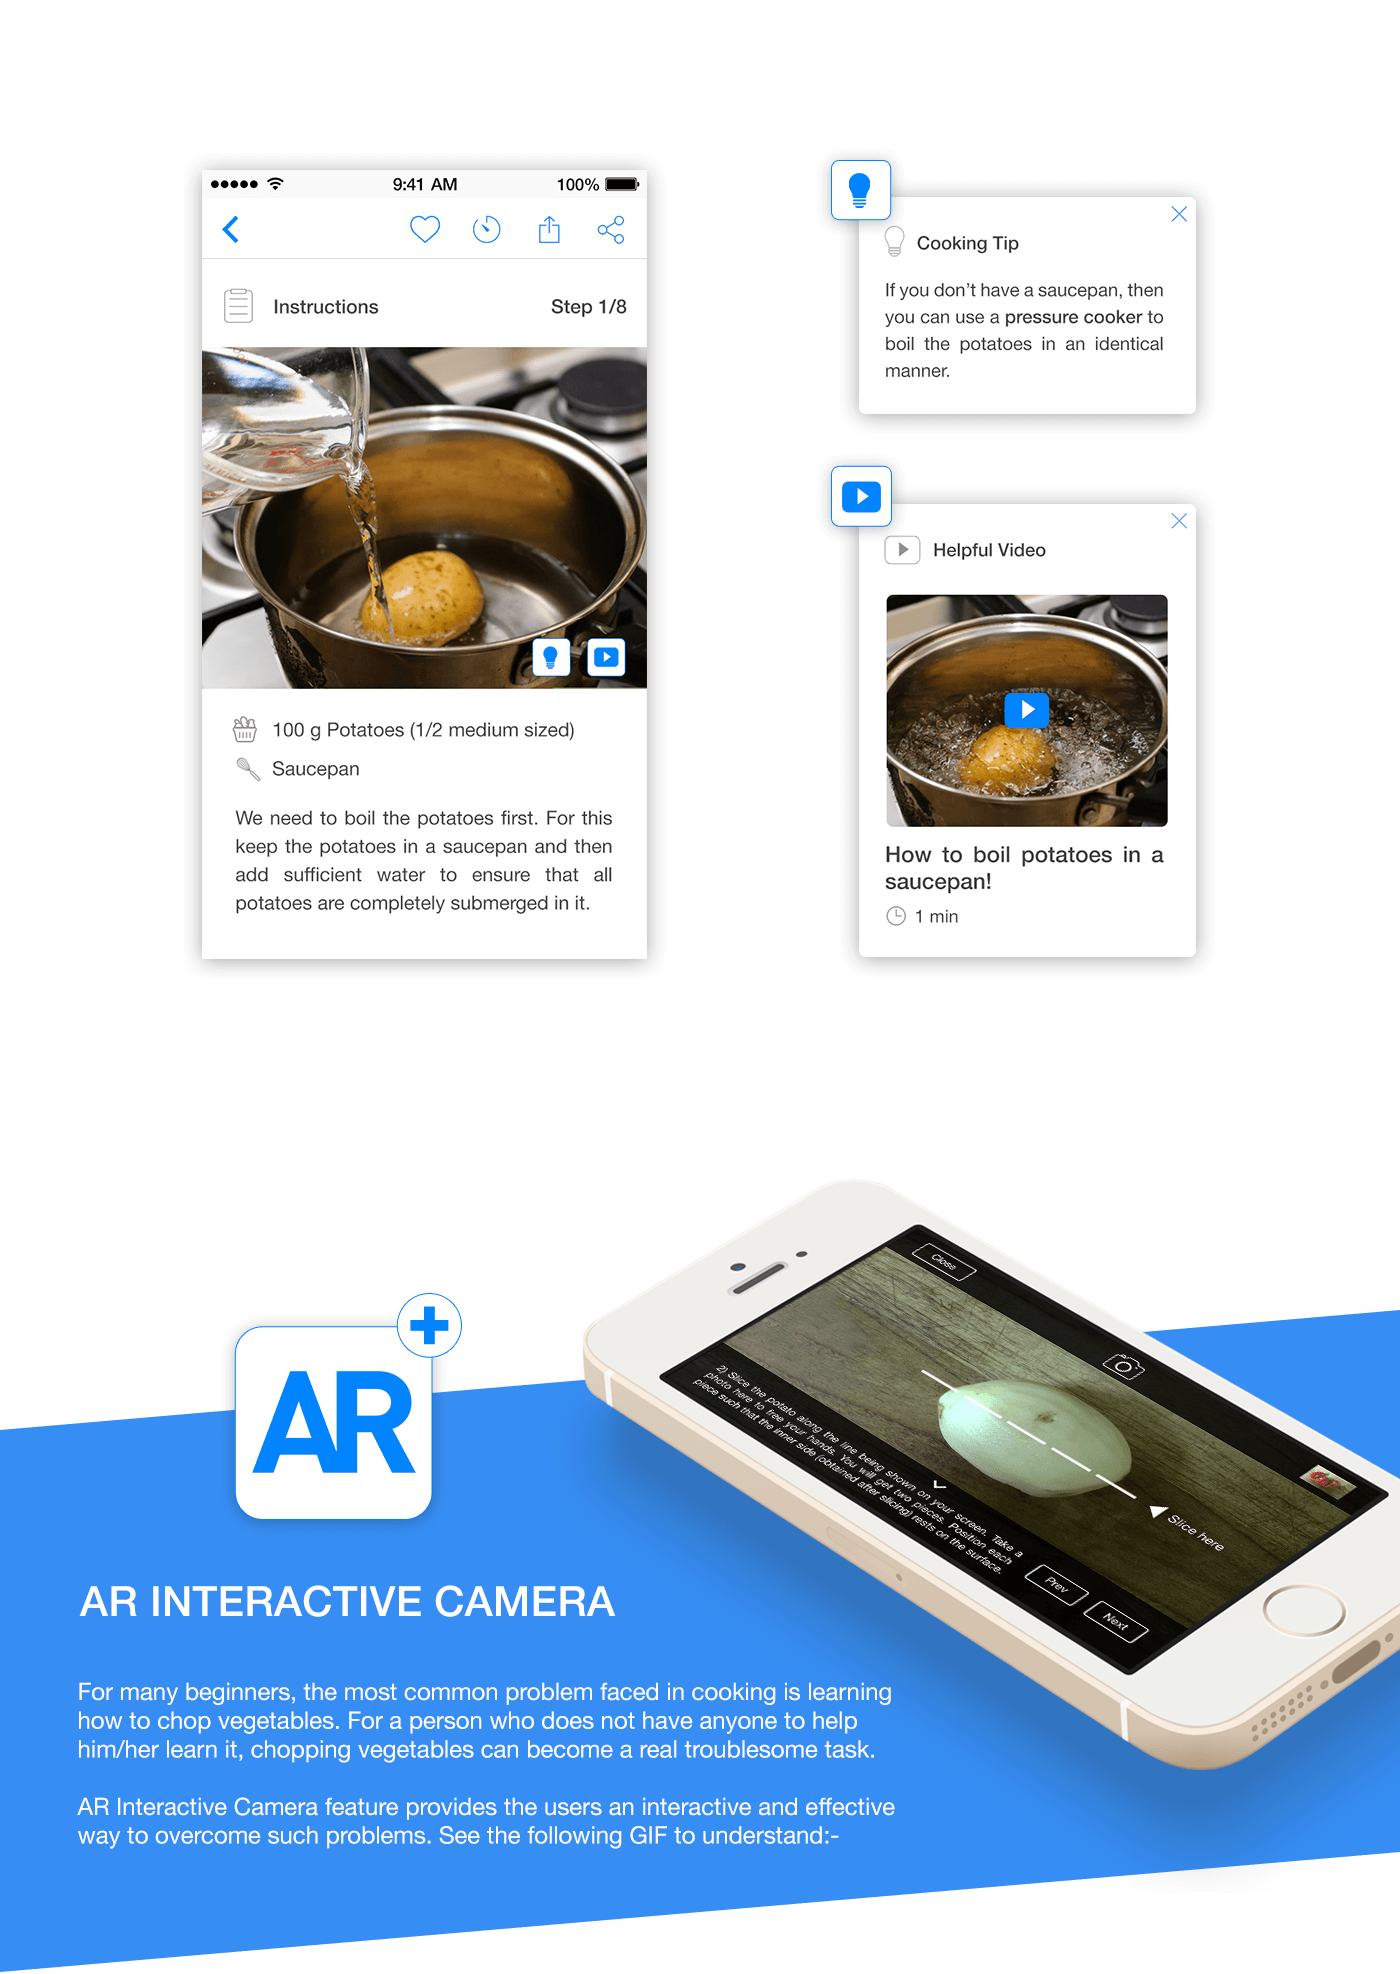 9:41 AM
100%
Instructions
Step 1/8
100 g Potatoes (1/2 medium sized)
Saucepan
We need to boil the potatoes first. For this
keep the potatoes in a saucepan and then
add sufficient water to ensure that all
potatoes are completely submerged in it.
Cooking Tip
If you don’t have a saucepan, then
you can use a pressure cooker to
boil the potatoes in an identical
manner.
Helpful Video
How to boil potatoes in a
saucepan!
1 min
Close
2) Slice the potato along the line being shown on your screen. Take a
photo here to free your hands. You will get two pieces. Position each
piece such that the inner side (obtained after slicing) rests on the surface.
Slice here
Prev
Next
AR
AR INTERACTIVE CAMERA
For many beginners, the most common problem faced in cooking is learning
how to chop vegetables. For a person who does not have anyone to help
him/her learn it, chopping vegetables can become a real troublesome task.
AR Interactive Camera feature provides the users an interactive and effective
way to overcome such problems. See the following GIF to understand:-